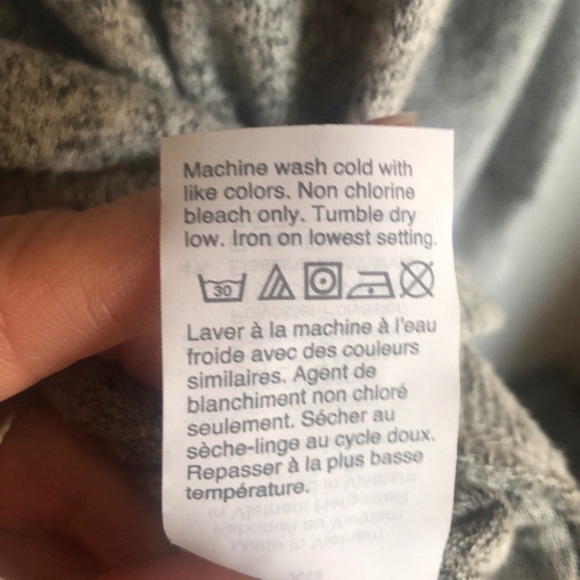 Machine wash cold with
like colors. Non chlorine
bleach only. Tumble dry
low. Iron on lowest setting.
30
Laver à la machine à l'eau
froide avec des couleurs
similaires. Agent de
blanchiment non chloré
seulement. Sécher au
sèche-linge au cycle doux.
Repasser à la plus basse
température.